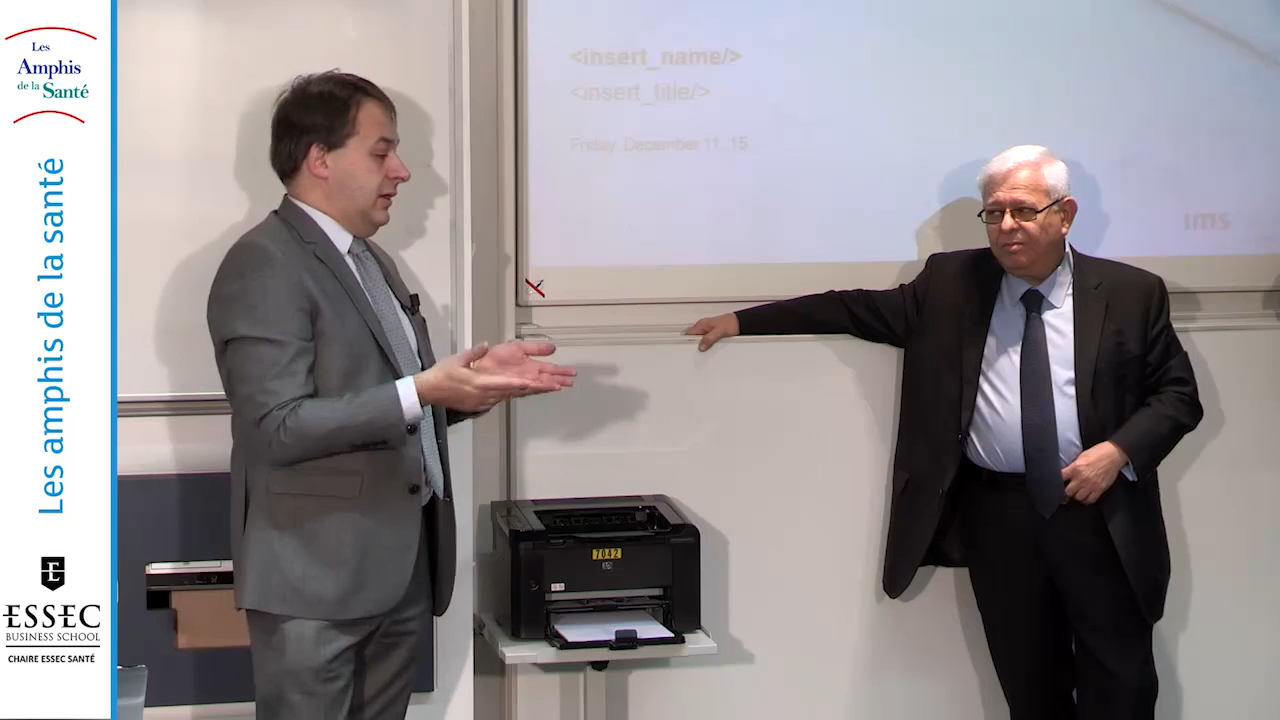 Les
Amphis
de la Santé
Les amphis de la santé
ESSEC
BUSINESS SCHOOL
CHAIRE ESSEC SANTÉ
<insert_name/>
<insert_title/>
Friday, December 11, 15
ims
7042
hp